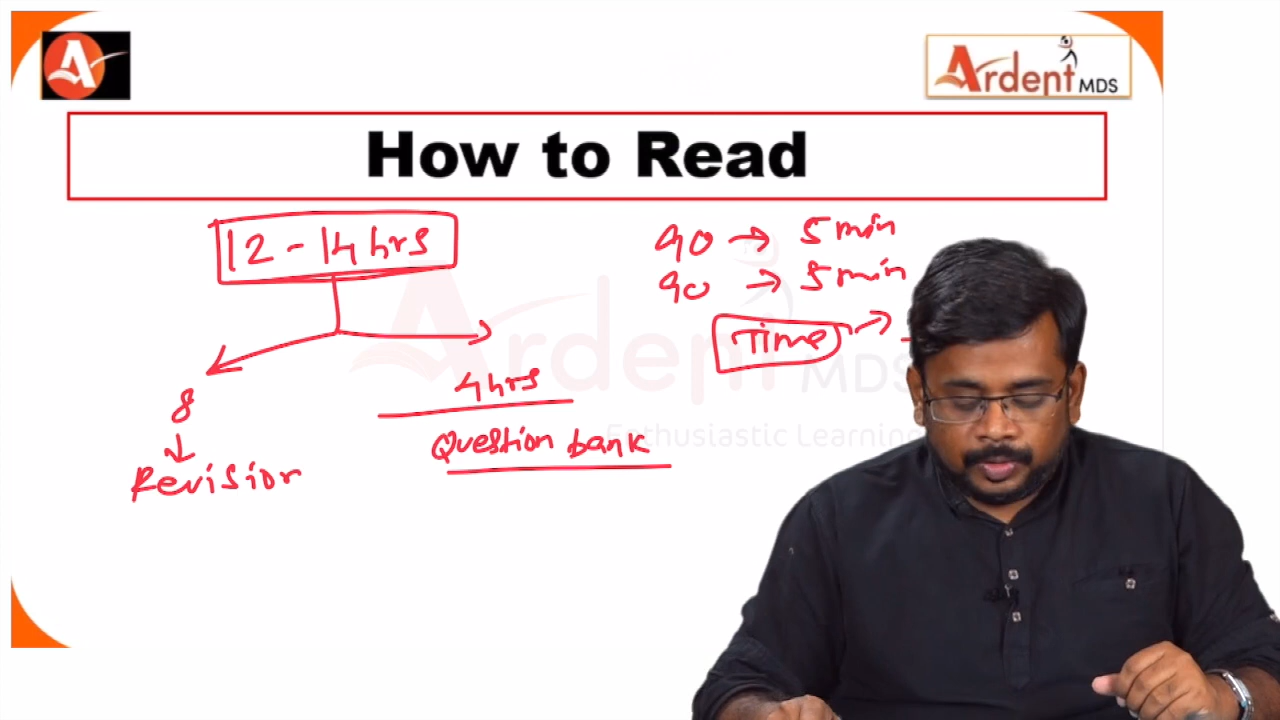 A
Ardent MDS
How to Read
12 - 14 hrs
90 → 5 min
90 → 5 min
Time →
8
4 hrs
Question bank
Revision
Ardent MDS
Enthusiastic Learning